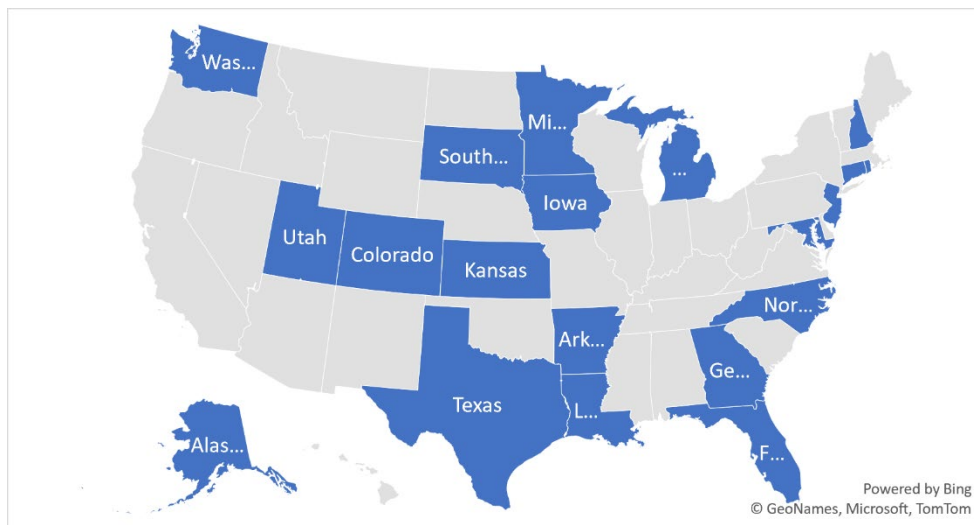 Was...
Mi...
South ...
...
Iowa
Utah
Colorado
Kansas
Nor...
Ark...
Ge...
Texas
L...
Alas...
F...
Powered by Bing
© GeoNames, Microsoft, TomTom